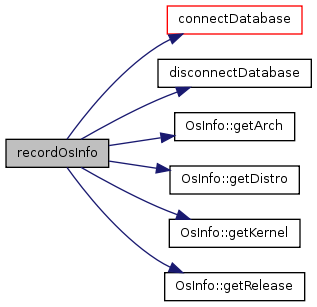 connectDatabase
disconnectDatabase
OsInfo::getArch
recordOsInfo
OsInfo::getDistro
OsInfo::getKernel
OsInfo::getRelease